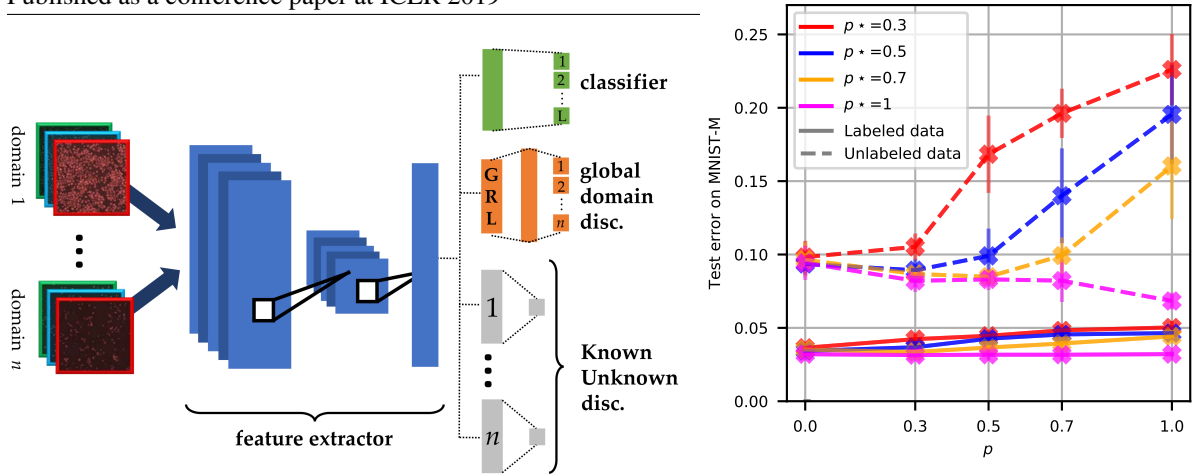 Published as a conference paper at ICLR 2019
domain 1
domain n
feature extractor
1
2
L
classifier
G
R
L
1
2
n
global
domain
disc.
1
n
Known
Unknown
disc.
Test error on MNIST-M
0.25
0.20
0.15
0.10
0.05
0.00
p⋆=0.3
p⋆=0.5
p⋆=0.7
p⋆=1
Labeled data
Unlabeled data
0.0 0.3 0.5 0.7 1.0
p